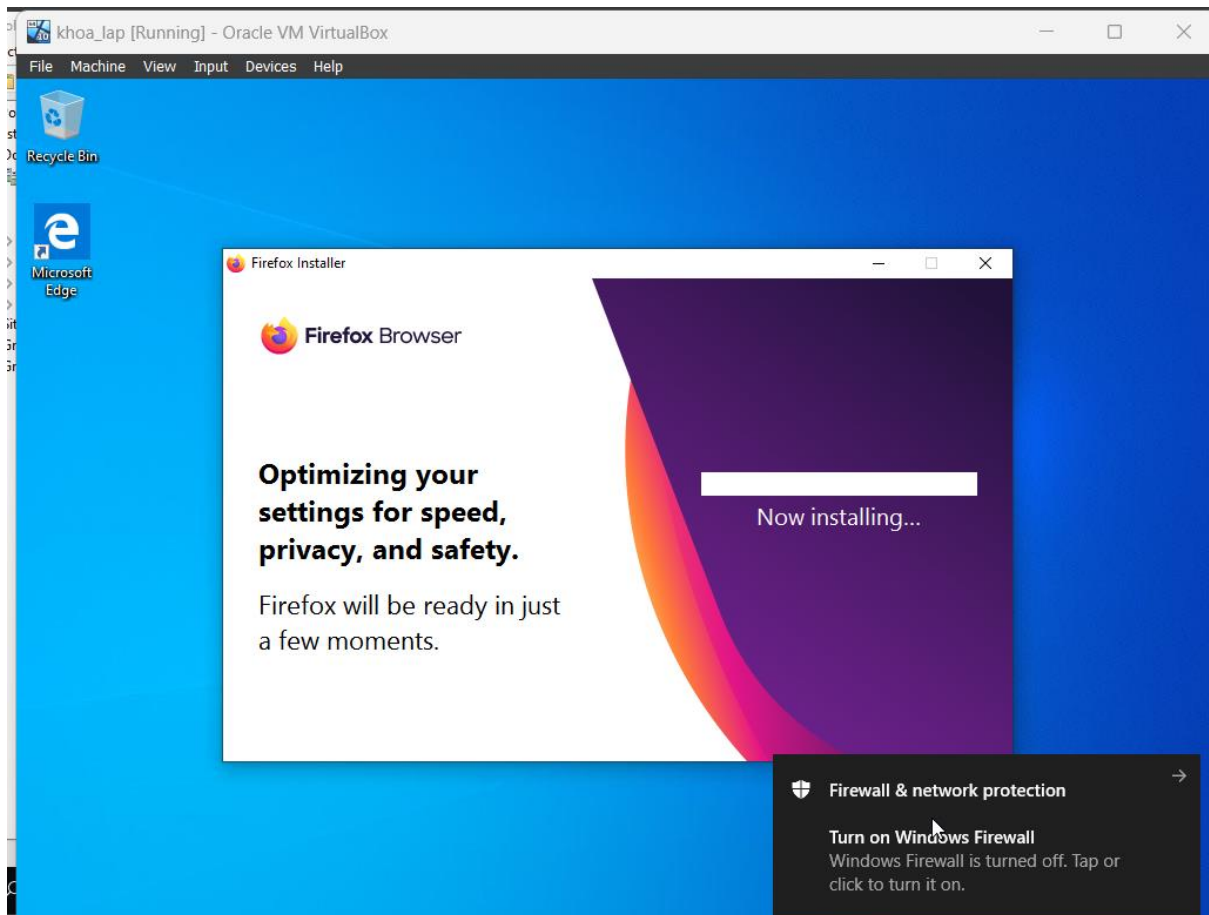 khoa_lap [Running] - Oracle VM VirtualBox
File Machine View Input Devices Help
Recycle Bin
Microsoft
Edge
Firefox Installer
Firefox Browser
Optimizing your
settings for speed,
privacy, and safety.
Firefox will be ready in just
a few moments.
Now installing...
Firewall & network protection
Turn on Windows Firewall
Windows Firewall is turned off. Tap or
click to turn it on.